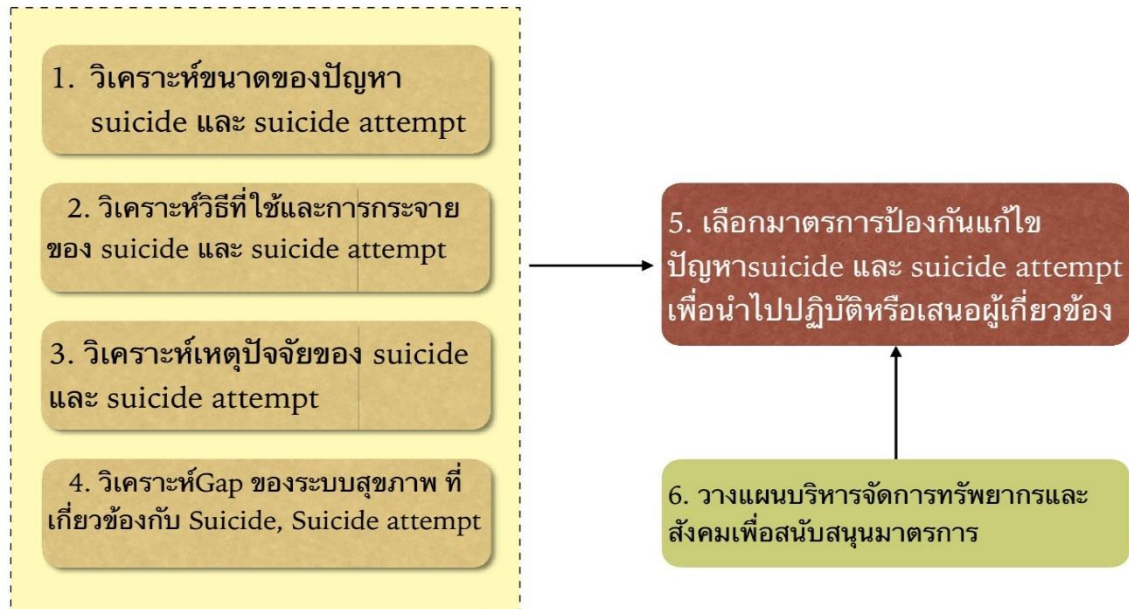 1. วิเคราะห์ขนาดของปัญหา
suicide และ suicide attempt
2. วิเคราะห์วิธีที่ใช้และการกระจาย
ของ suicide และ suicide attempt
3. วิเคราะห์เหตุปัจจัยของ suicide
และ suicide attempt
4. วิเคราะห์Gap ของระบบสุขภาพ ที่
เกี่ยวข้องกับ Suicide, Suicide attempt
5. เลือกมาตรการป้องกันแก้ไข
ปัญหาsuicide และ suicide attempt
เพื่อนำไปปฏิบัติหรือเสนอผู้เกี่ยวข้อง
6. วางแผนบริหารจัดการทรัพยากรและ
สังคมเพื่อสนับสนุนมาตรการ